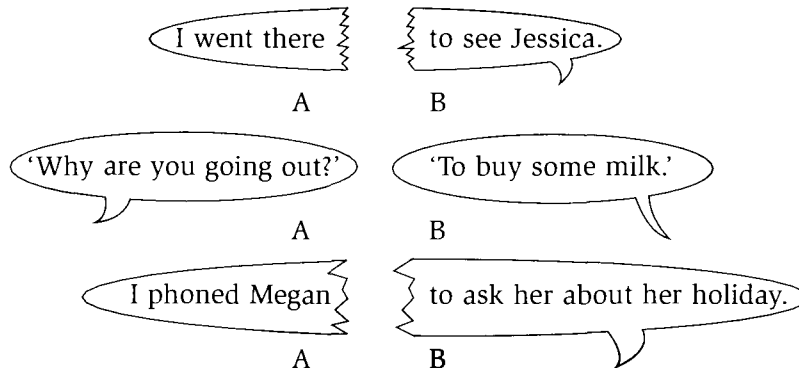 I went there to see Jessica.
A B
'Why are you going out?' 'To buy some milk.'
A B
I phoned Megan to ask her about her holiday.
A B